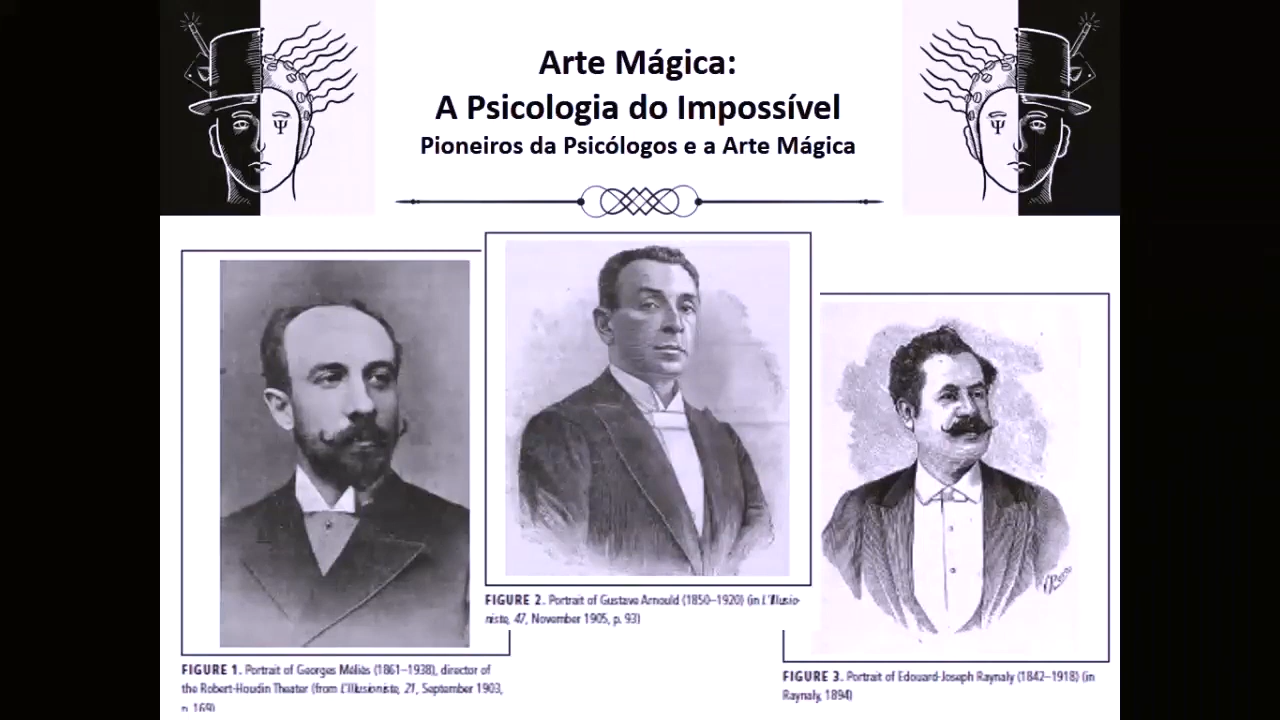 Arte Mágica:
A Psicologia do Impossível
Pioneiros da Psicólogos e a Arte Mágica
Ψ
Ψ
FIGURE 1. Portrait of Georges Méliès (1861–1938), director of
the Robert-Houdin Theater (from L'Illusioniste, 21, September 1903,
p. 169)
FIGURE 2. Portrait of Gustave Arnould (1850–1920) (in L'Illusio-
niste, 47, November 1905, p. 93)
FIGURE 3. Portrait of Edouard-Joseph Raynaly (1842–1918) (in
Raynaly, 1894)